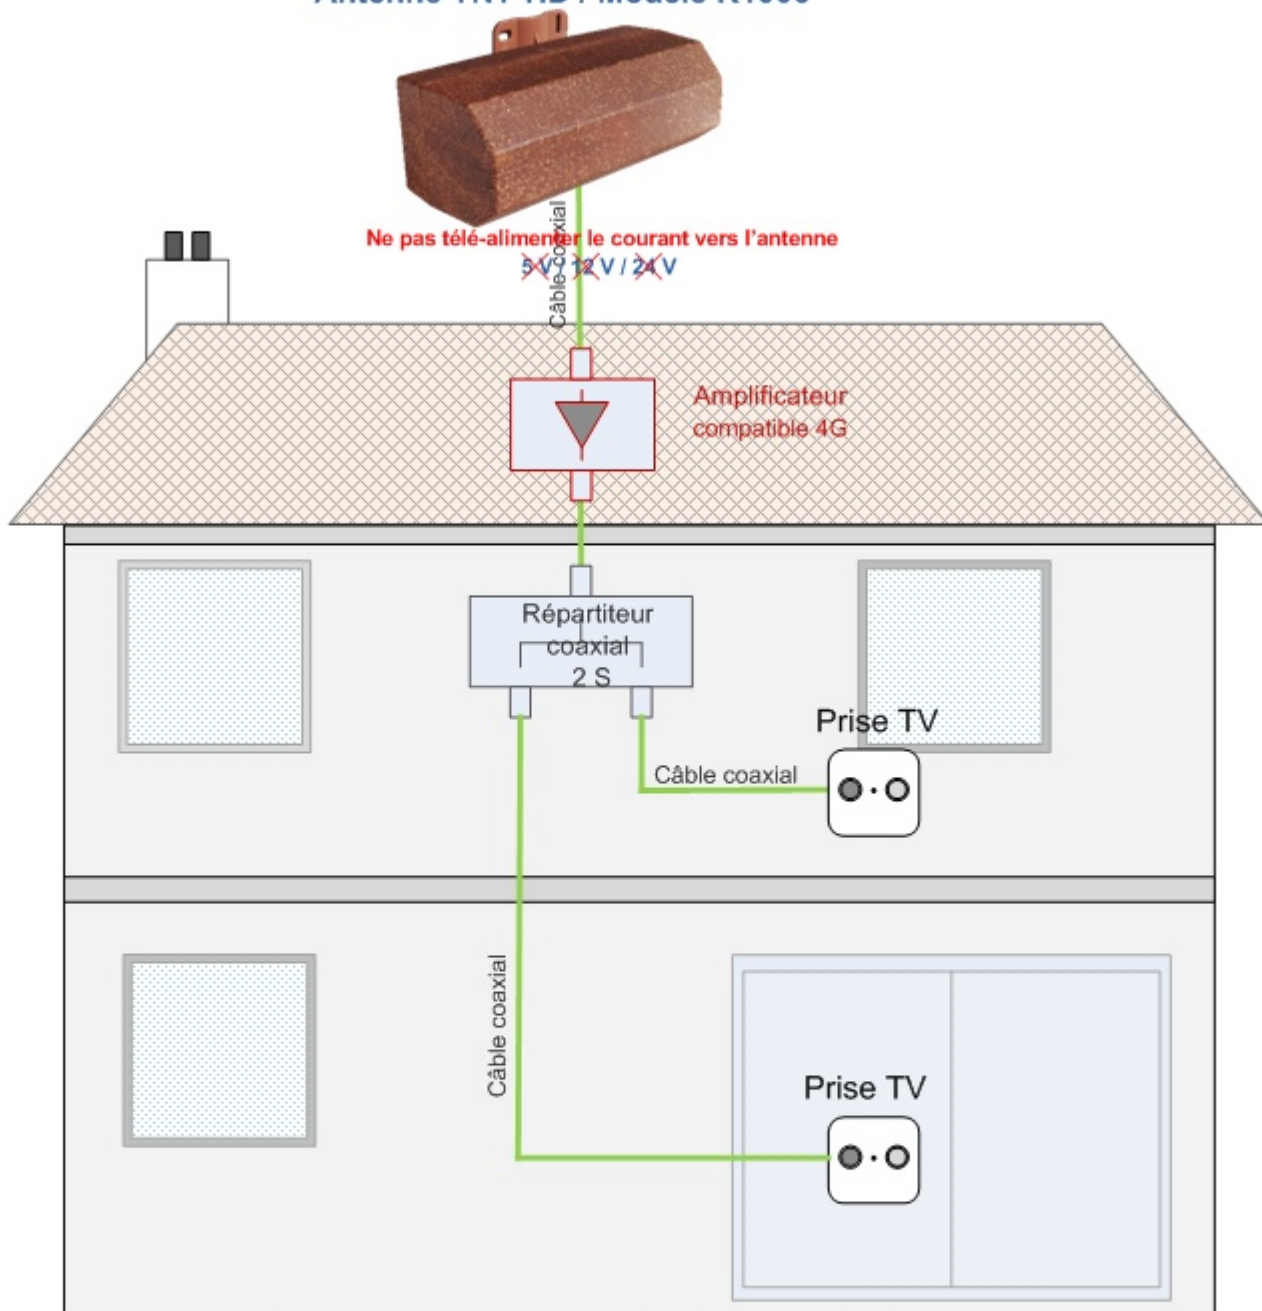 Ne pas télé-alimenter le courant vers l'antenne
5 V / 12 V / 24 V
Câble coaxial
Amplificateur
compatible 4G
Répartiteur
coaxial
2 S
Prise TV
Câble coaxial
Câble coaxial
Prise TV